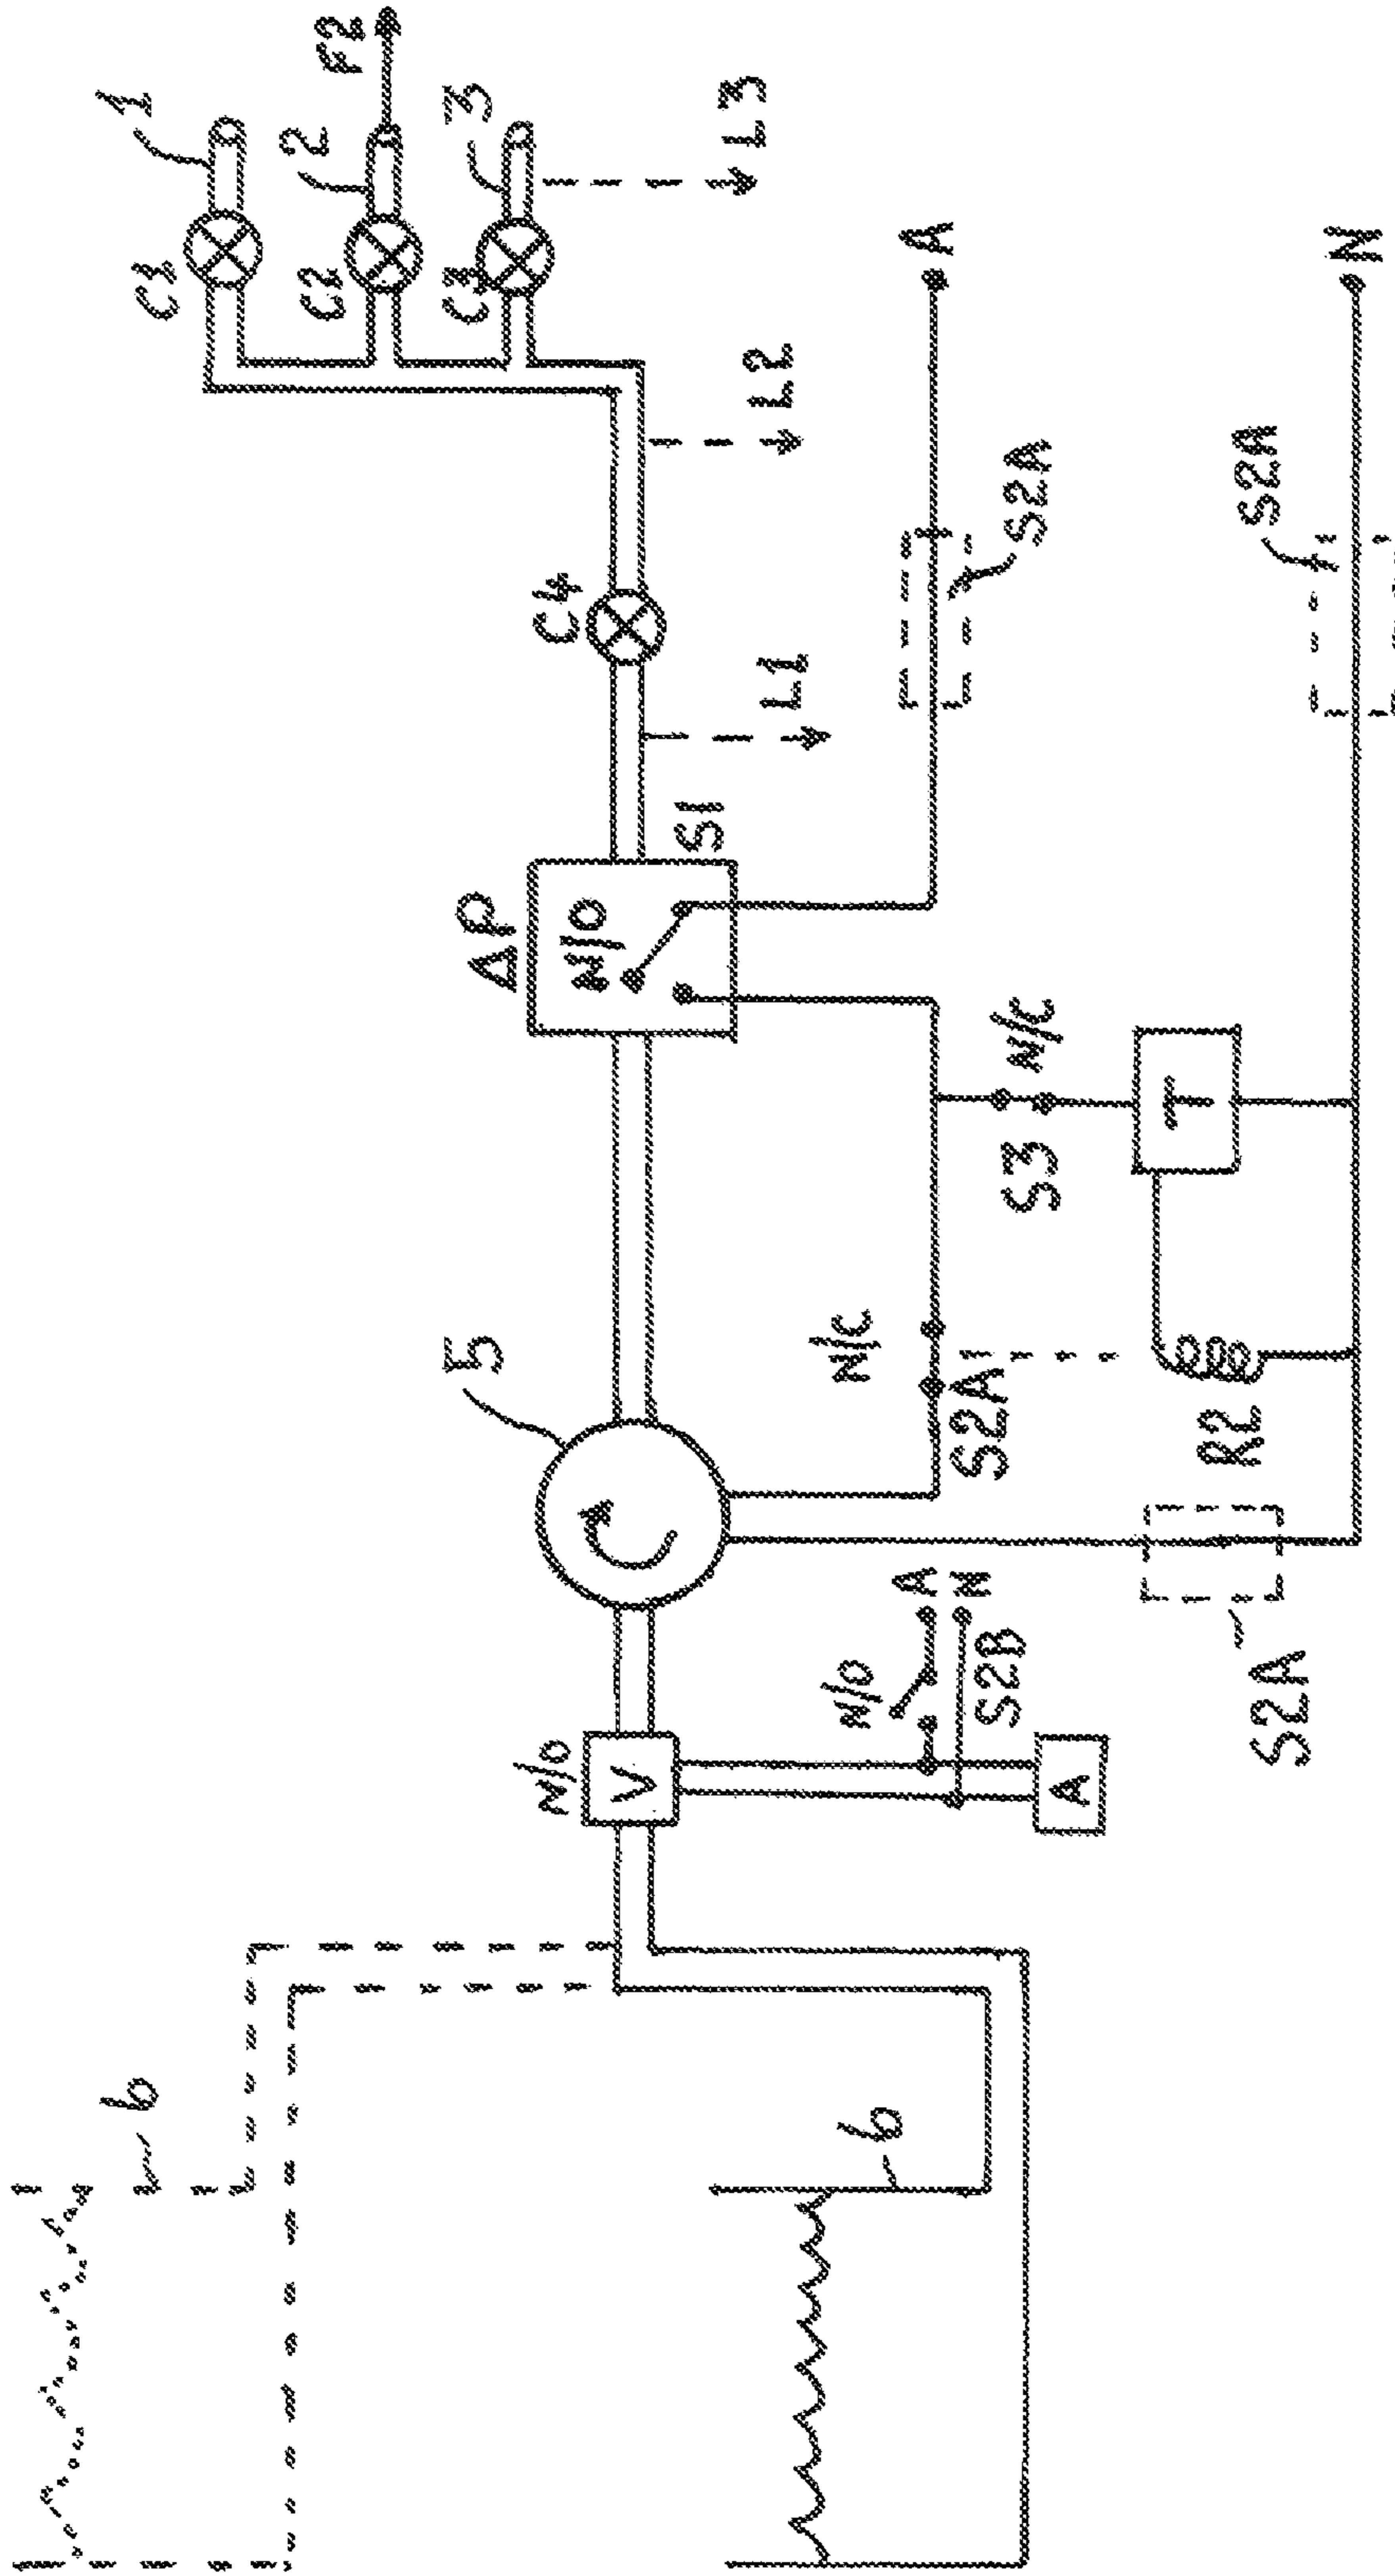 6
1
C1
2
C2
F2
3
C3
5
ΔP
N/O
C4
N/O
V
S1
L1
L2
L3
N/O
N/C
6
A
A
N
S2A
S2B
S2A
S3
N/C
A
T
R2
S2A
S2A
N